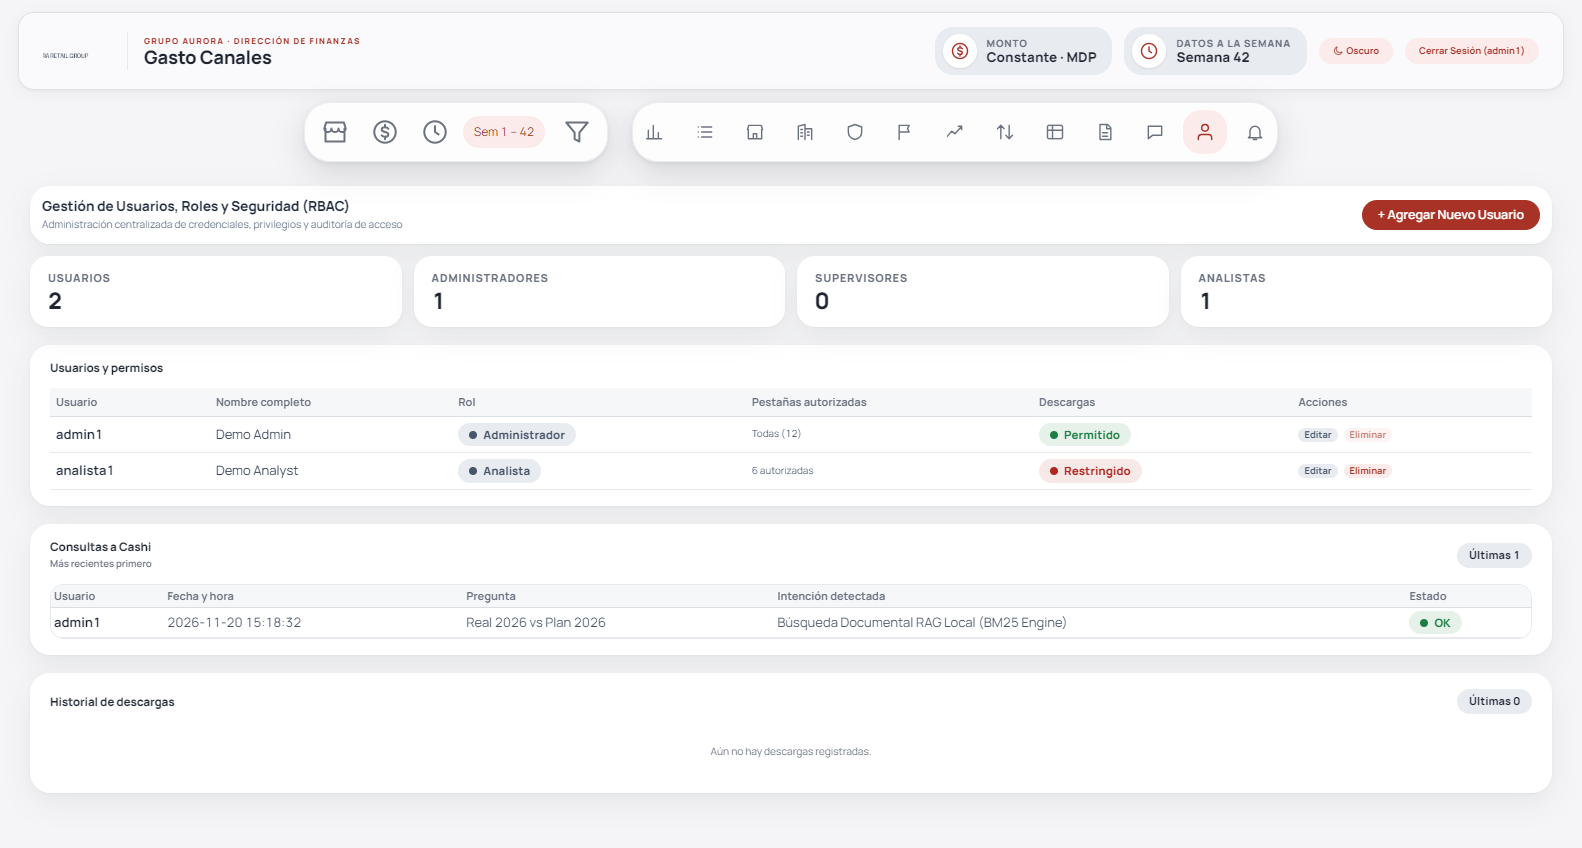 RETAIL GROUP
GRUPO AURORA · DIRECCIÓN DE FINANZAS
Gasto Canales
MONTO
Constante · MDP
DATOS A LA SEMANA
Semana 42
Oscuro
Cerrar Sesión (admin1)
Sem 1 – 42
Gestión de Usuarios, Roles y Seguridad (RBAC)
Administración centralizada de credenciales, privilegios y auditoría de acceso
+ Agregar Nuevo Usuario
USUARIOS
2
ADMINISTRADORES
1
SUPERVISORES
0
ANALISTAS
1
Usuarios y permisos
Usuario Nombre completo Rol Pestañas autorizadas Descargas Acciones
admin1 Demo Admin Administrador Todas (12) Permitido Editar Eliminar
analista1 Demo Analyst Analista 6 autorizadas Restringido Editar Eliminar
Consultas a Cashi
Más recientes primero
Últimas 1
Usuario Fecha y hora Pregunta Intención detectada Estado
admin1 2026-11-20 15:18:32 Real 2026 vs Plan 2026 Búsqueda Documental RAG Local (BM25 Engine) OK
Historial de descargas
Últimas 0
Aún no hay descargas registradas.